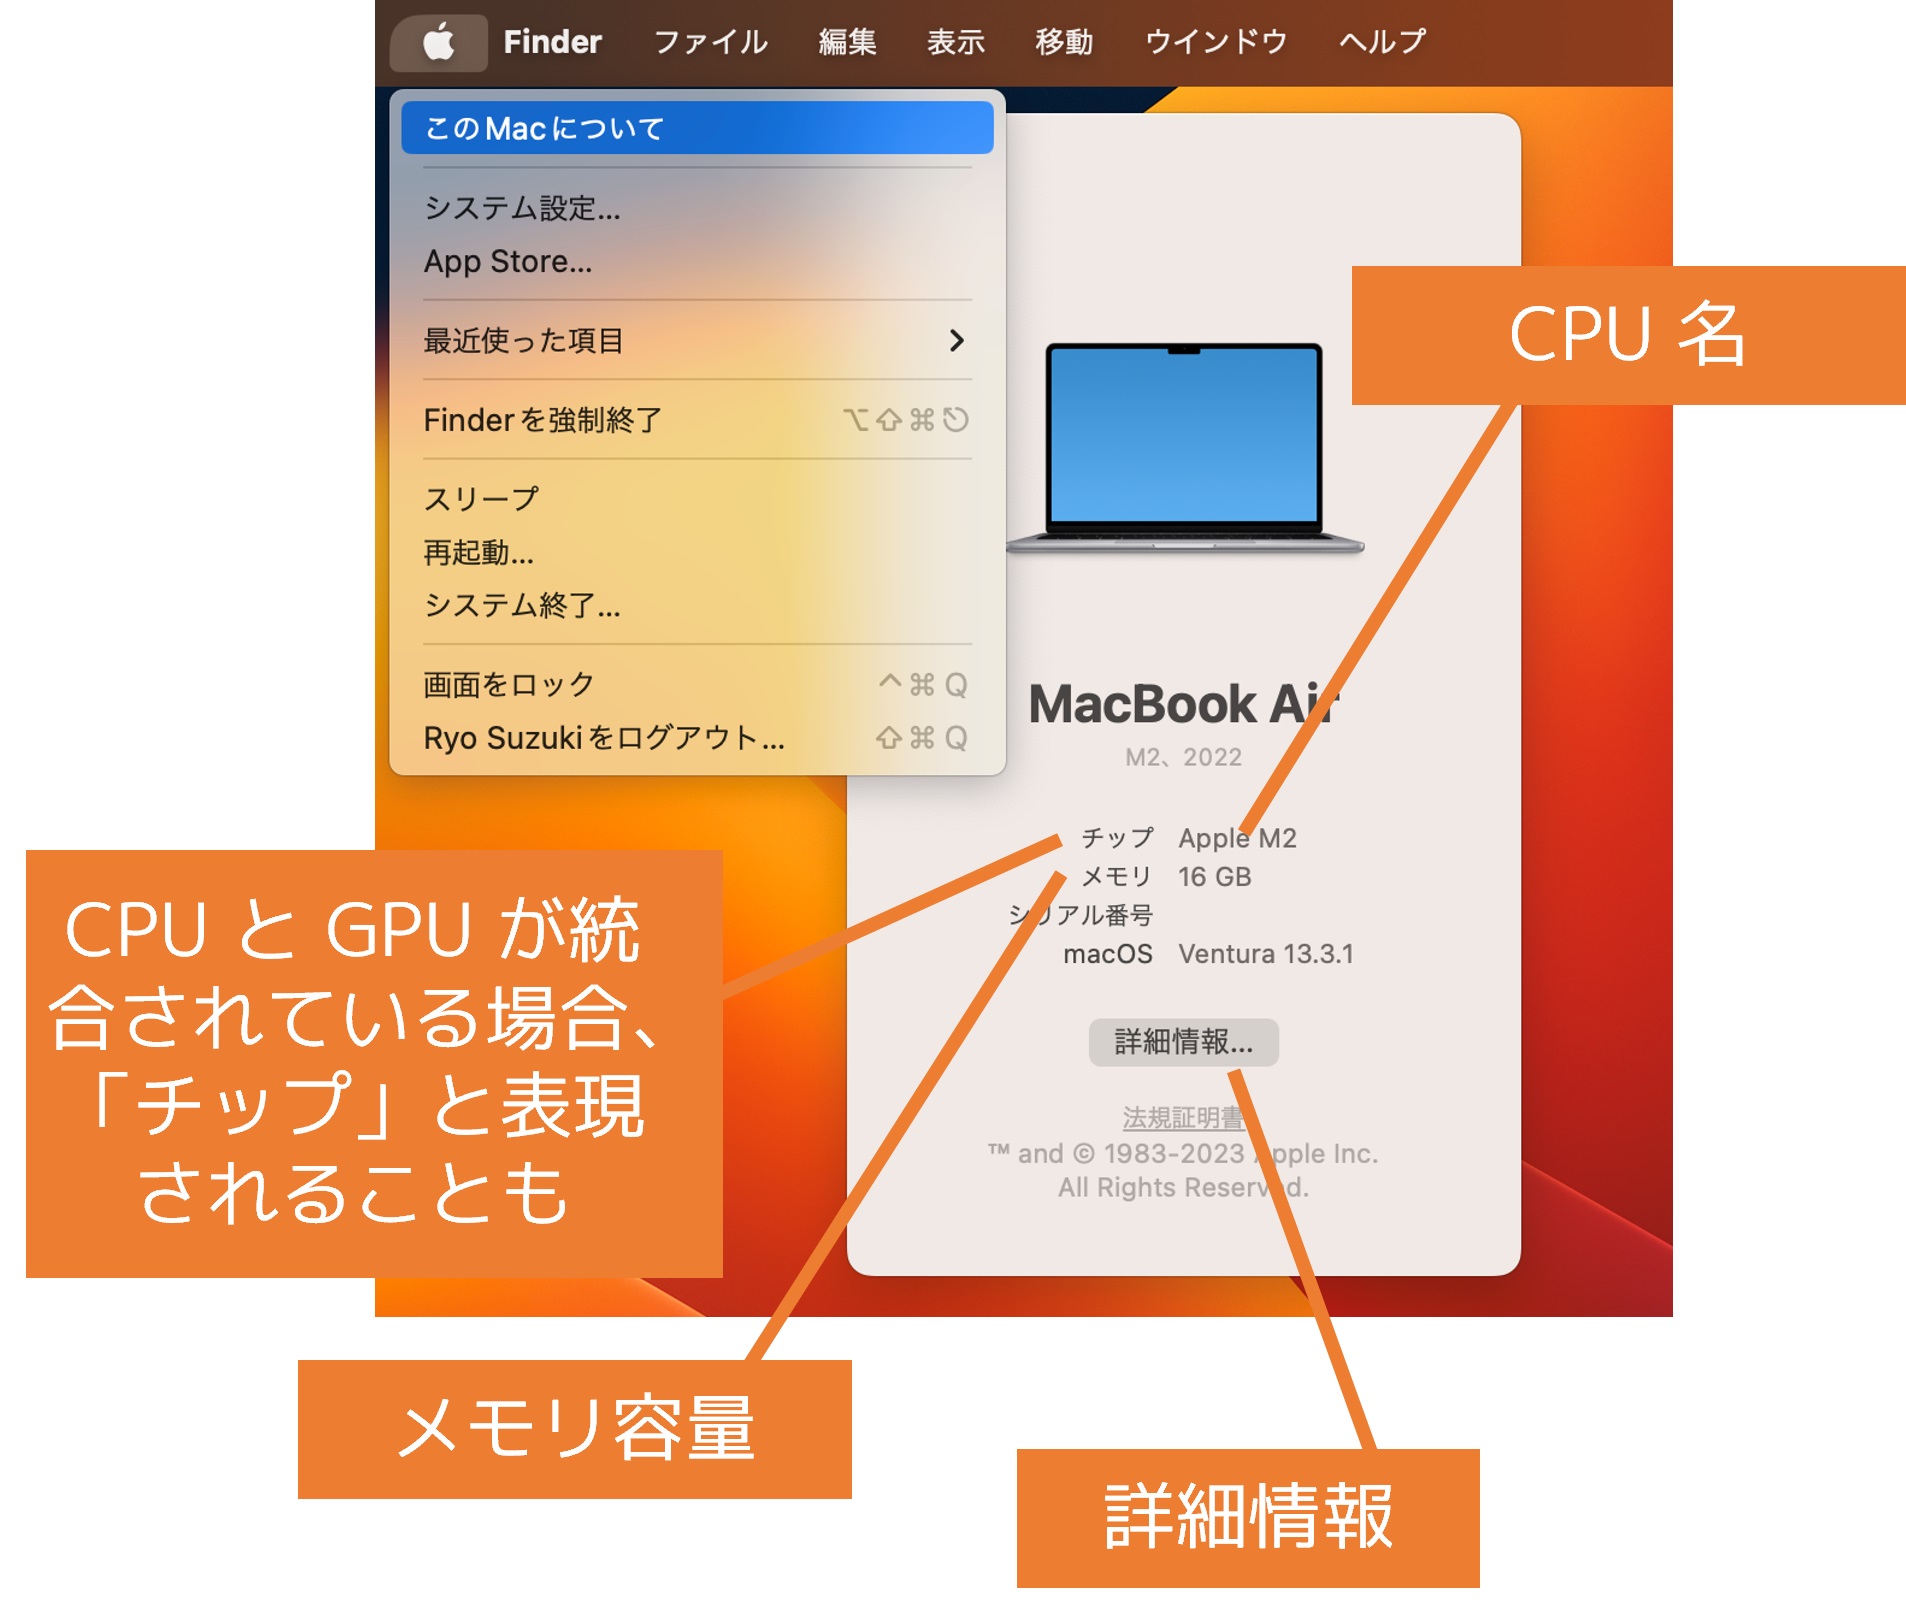 Finder ファイル 編集 表示 移動 ウインドウ ヘルプ
このMacについて
システム設定...
App Store...
最近使った項目
Finderを強制終了 ⌥⇧⌘⎋
スリープ
再起動...
システム終了...
画面をロック ^⌘Q
Ryo Suzukiをログアウト... ⇧⌘Q
CPU 名
MacBook Air
M2、2022
チップ Apple M2
メモリ 16 GB
シリアル番号
macOS Ventura 13.3.1
詳細情報...
法規証明書
™ and © 1983-2023 Apple Inc.
All Rights Reserved.
CPU と GPU が統
合されている場合、
「チップ」と表現
されることも
メモリ容量
詳細情報